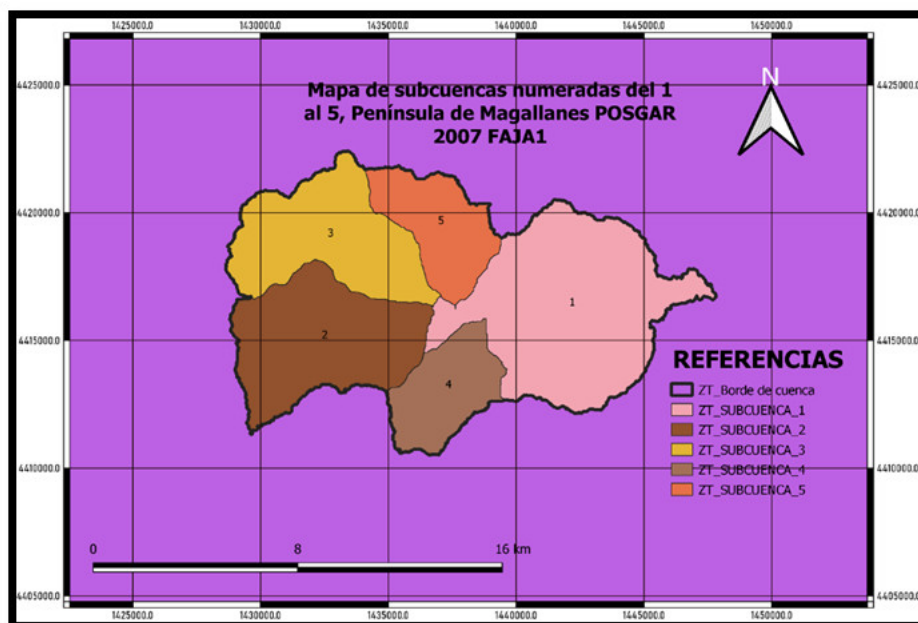 1425000.0 1430000.0 1435000.0 1440000.0 1445000.0 1450000.0
4425000.0 4425000.0
N
Mapa de subcuencas numeradas del 1
al 5, Península de Magallanes POSGAR
2007 FAJA1
4420000.0 4420000.0
5
3
1
4415000.0 4415000.0
2
4
REFERENCIAS
ZT_Borde de cuenca
ZT_SUBCUENCA_1
ZT_SUBCUENCA_2
ZT_SUBCUENCA_3
ZT_SUBCUENCA_4
ZT_SUBCUENCA_5
4410000.0 4410000.0
0 8 16 km
4405000.0 4405000.0
1425000.0 1430000.0 1435000.0 1440000.0 1445000.0 1450000.0